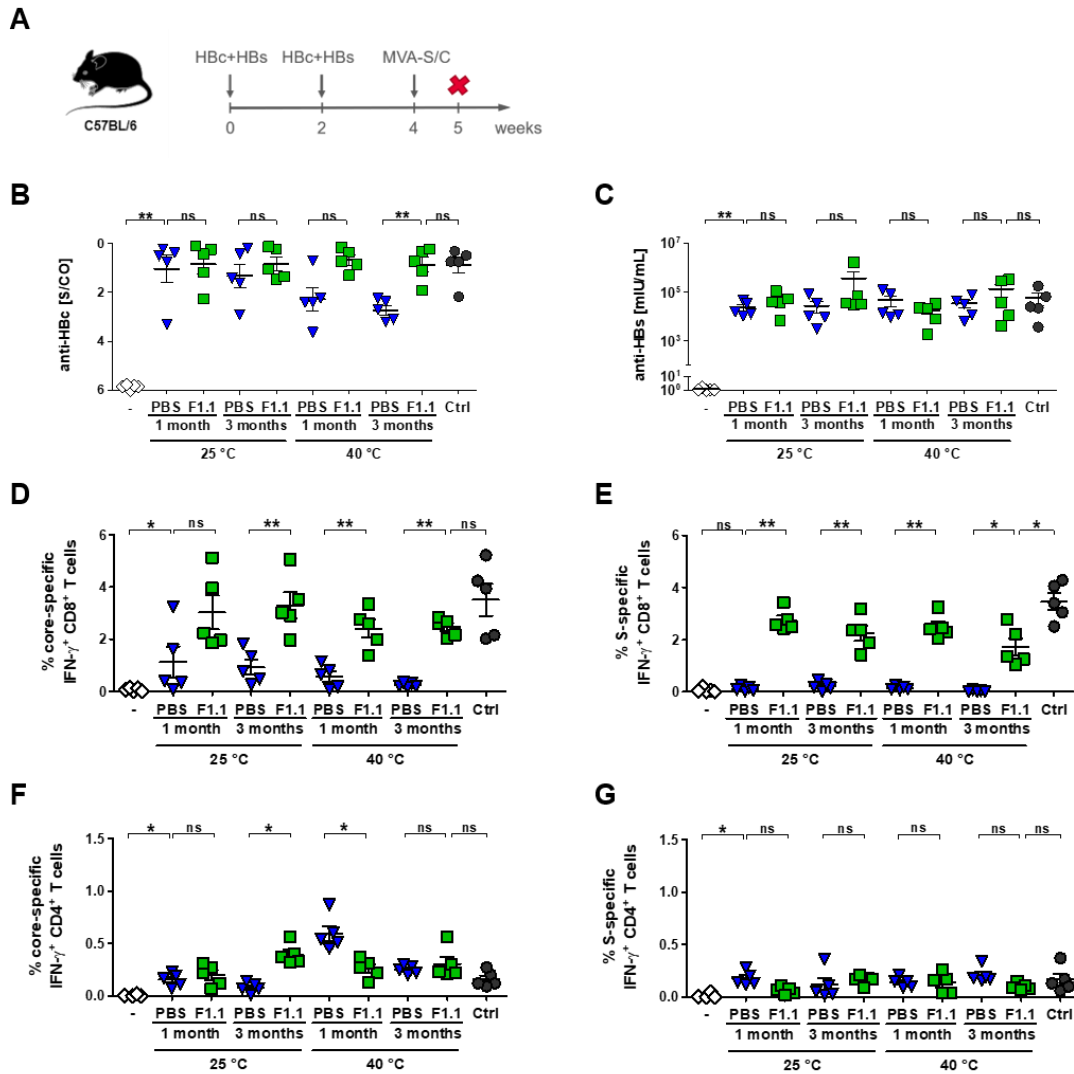 A
HBc+HBs HBc+HBs MVA-S/C
C57BL/6
0 2 4 5 weeks
B
** ns ns ns ** ns
anti-HBc [S/CO]
0
2
4
6
- PBS F1.1 PBS F1.1 PBS F1.1 PBS F1.1 Ctrl
1 month 3 months 1 month 3 months
25 °C 40 °C
C
** ns ns ns ns ns
anti-HBs [mIU/mL]
10⁷
10⁵
10³
10¹
10⁰
- PBS F1.1 PBS F1.1 PBS F1.1 PBS F1.1 Ctrl
1 month 3 months 1 month 3 months
25 °C 40 °C
D
* ns ** ** ** ns
% core-specific
IFN-γ⁺ CD8⁺ T cells
6
4
2
0
- PBS F1.1 PBS F1.1 PBS F1.1 PBS F1.1 Ctrl
1 month 3 months 1 month 3 months
25 °C 40 °C
E
ns ** ** ** * *
% S-specific
IFN-γ⁺ CD8⁺ T cells
6
4
2
0
- PBS F1.1 PBS F1.1 PBS F1.1 PBS F1.1 Ctrl
1 month 3 months 1 month 3 months
25 °C 40 °C
F
* ns * * ns ns
% core-specific
IFN-γ⁺ CD4⁺ T cells
1.5
1.0
0.5
0.0
- PBS F1.1 PBS F1.1 PBS F1.1 PBS F1.1 Ctrl
1 month 3 months 1 month 3 months
25 °C 40 °C
G
* ns ns ns ns ns
% S-specific
IFN-γ⁺ CD4⁺ T cells
1.5
1.0
0.5
0.0
- PBS F1.1 PBS F1.1 PBS F1.1 PBS F1.1 Ctrl
1 month 3 months 1 month 3 months
25 °C 40 °C